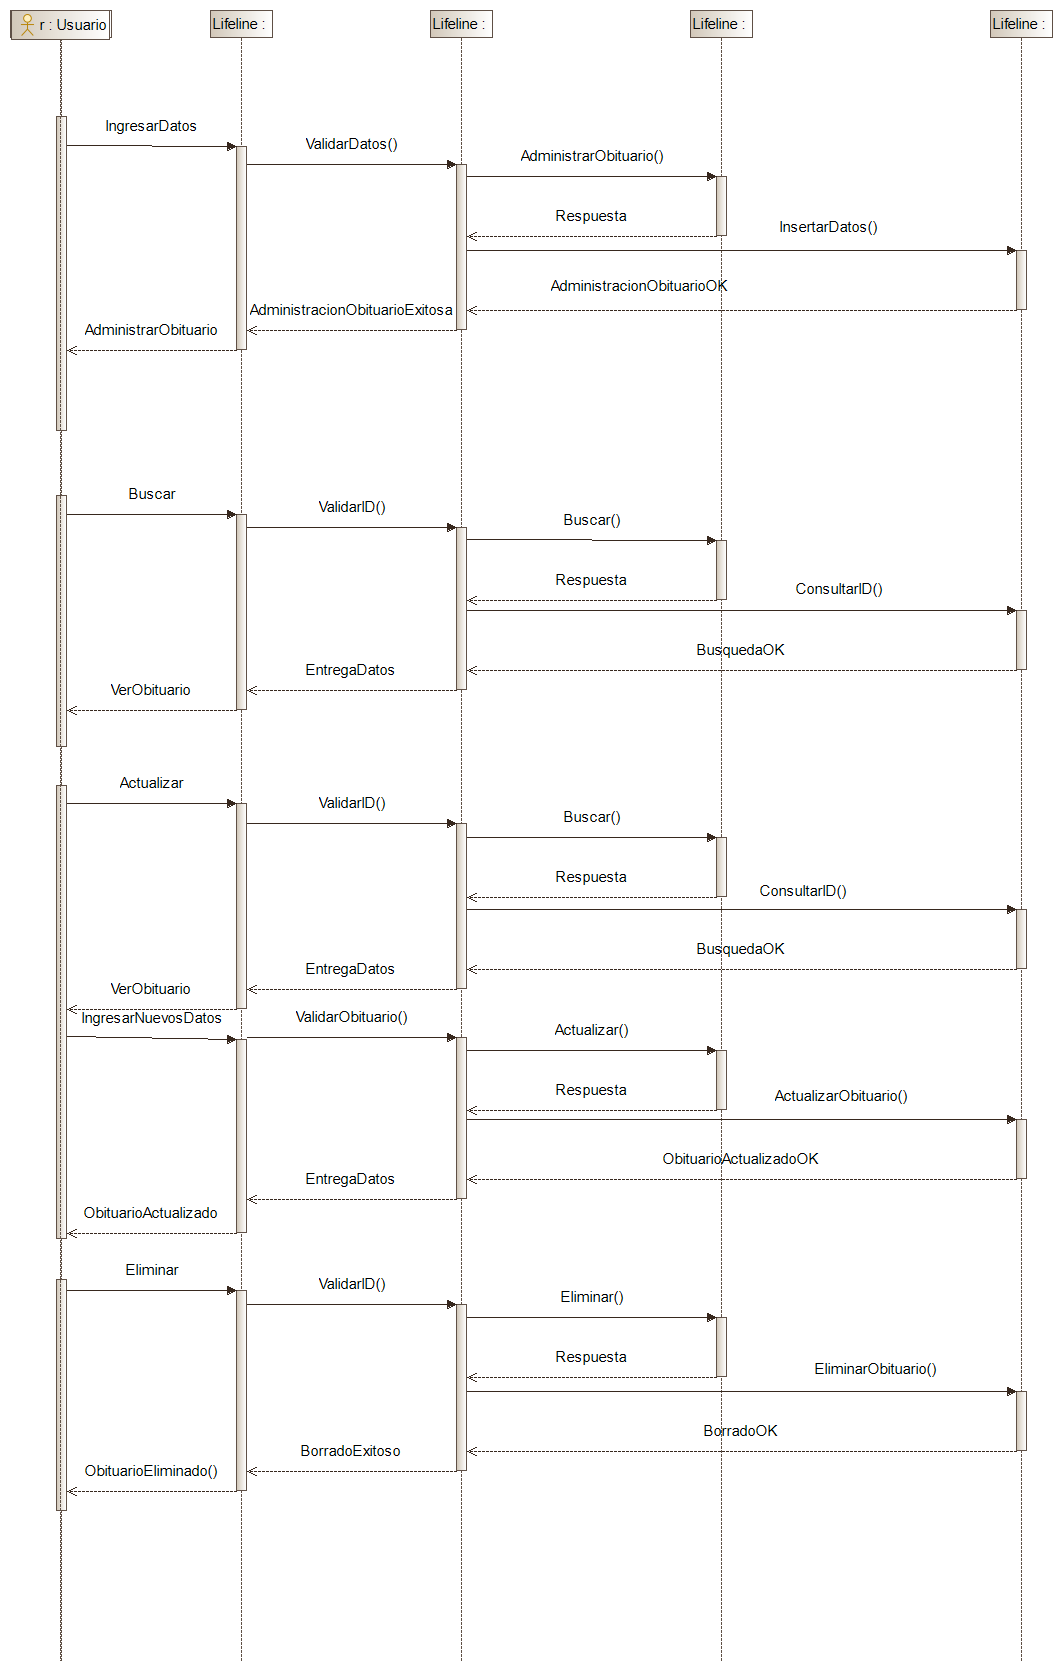 r : Usuario
Lifeline :
Lifeline :
Lifeline :
Lifeline :
IngresarDatos
ValidarDatos()
AdministrarObituario()
Respuesta
InsertarDatos()
AdministracionObituarioOK
AdministracionObituarioExitosa
AdministrarObituario
Buscar
ValidarID()
Buscar()
Respuesta
ConsultarID()
BusquedaOK
EntregaDatos
VerObituario
Actualizar
ValidarID()
Buscar()
Respuesta
ConsultarID()
BusquedaOK
EntregaDatos
VerObituario
IngresarNuevosDatos
ValidarObituario()
Actualizar()
Respuesta
ActualizarObituario()
ObituarioActualizadoOK
EntregaDatos
ObituarioActualizado
Eliminar
ValidarID()
Eliminar()
Respuesta
EliminarObituario()
BorradoOK
BorradoExitoso
ObituarioEliminado()